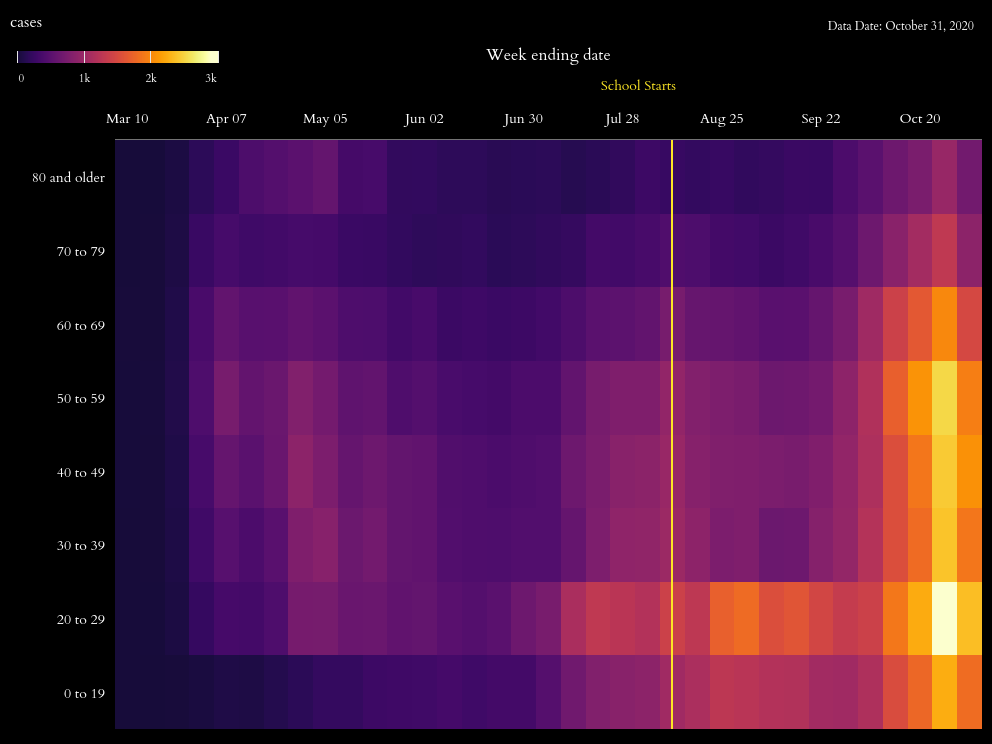 cases
Data Date: October 31, 2020
0 1k 2k 3k
Week ending date
School Starts
Mar 10 Apr 07 May 05 Jun 02 Jun 30 Jul 28 Aug 25 Sep 22 Oct 20
80 and older
70 to 79
60 to 69
50 to 59
40 to 49
30 to 39
20 to 29
0 to 19